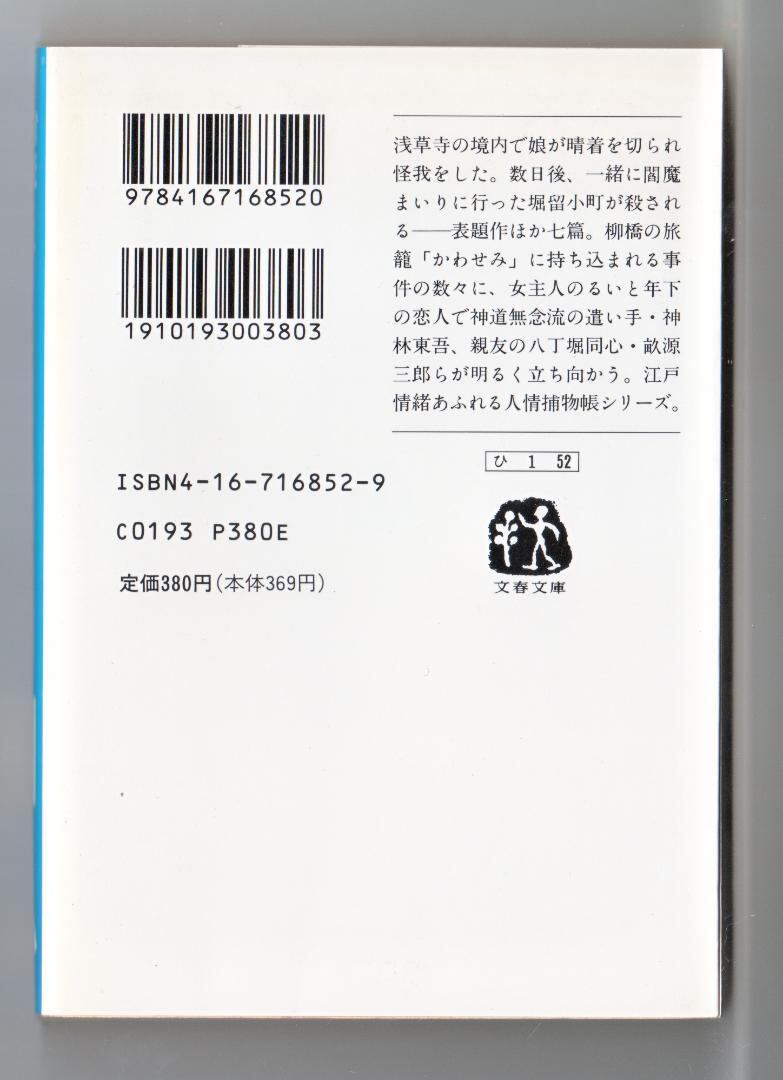 9784167168520
1910193003803
ISBN4-16-716852-9
C0193 P380E
定価380円(本体369円)
浅草寺の境内で娘が晴着を切られ
怪我をした。数日後、一緒に閻魔
まいりに行った堀留小町が殺され
る──表題作ほか七篇。柳橋の旅
籠「かわせみ」に持ち込まれる事
件の数々に、女主人のるいと年下
の恋人で神道無念流の遣い手・神
林東吾、親友の八丁堀同心・畝源
三郎らが明るく立ち向かう。江戸
情緒あふれる人情捕物帳シリーズ。
ひ 1 52
文春文庫